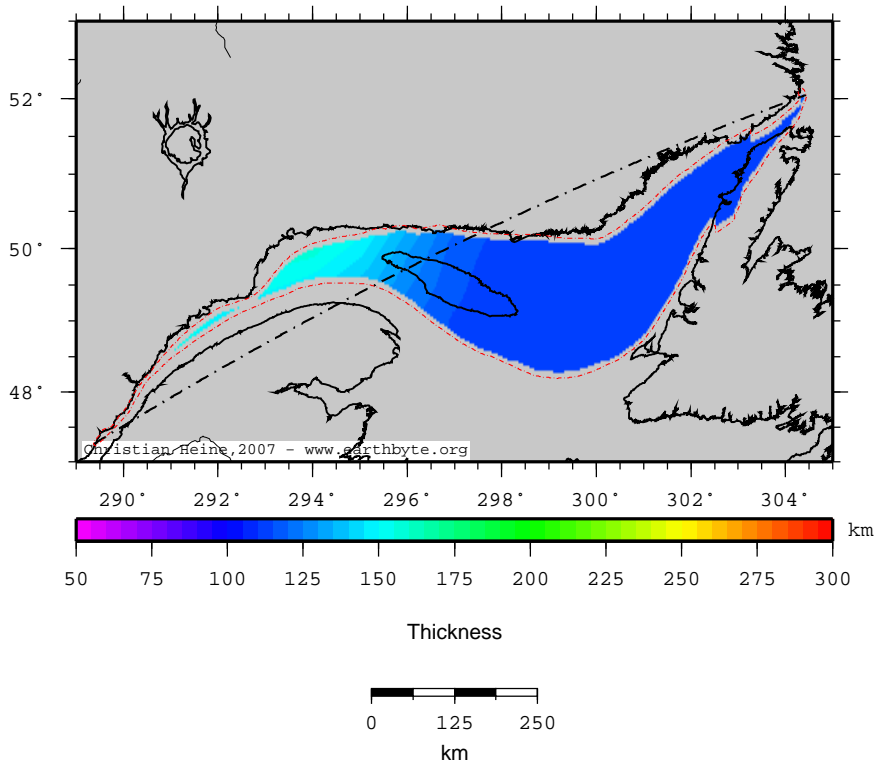 52°
50°
48°
Christian Heine,2007 - www.earthbyte.org
290° 292° 294° 296° 298° 300° 302° 304°
km
50 75 100 125 150 175 200 225 250 275 300
Thickness
0 125 250
km